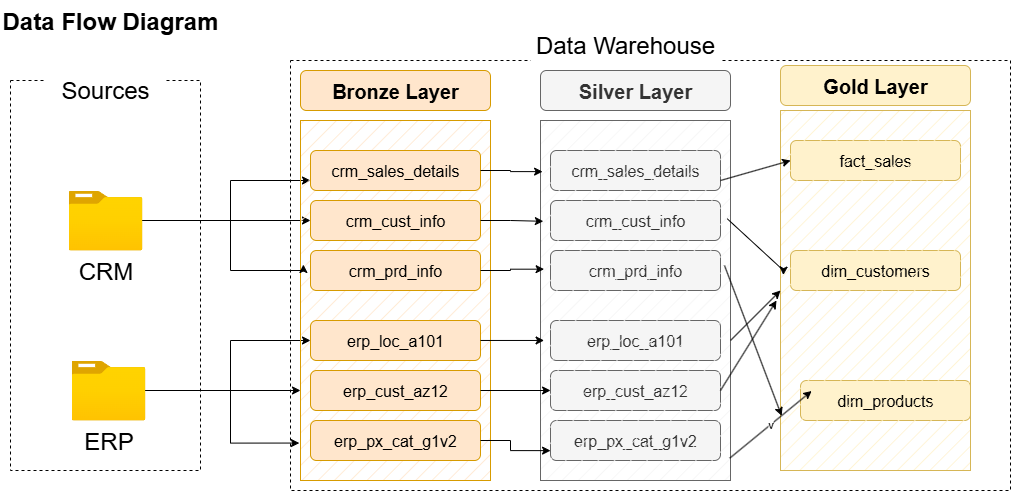 Data Flow Diagram
Data Warehouse
Sources
Bronze Layer
Silver Layer
Gold Layer
crm_sales_details
crm_sales_details
fact_sales
crm_cust_info
crm_cust_info
CRM
crm_prd_info
crm_prd_info
dim_customers
erp_loc_a101
erp_loc_a101
erp_cust_az12
erp_cust_az12
dim_products
ERP
erp_px_cat_g1v2
erp_px_cat_g1v2